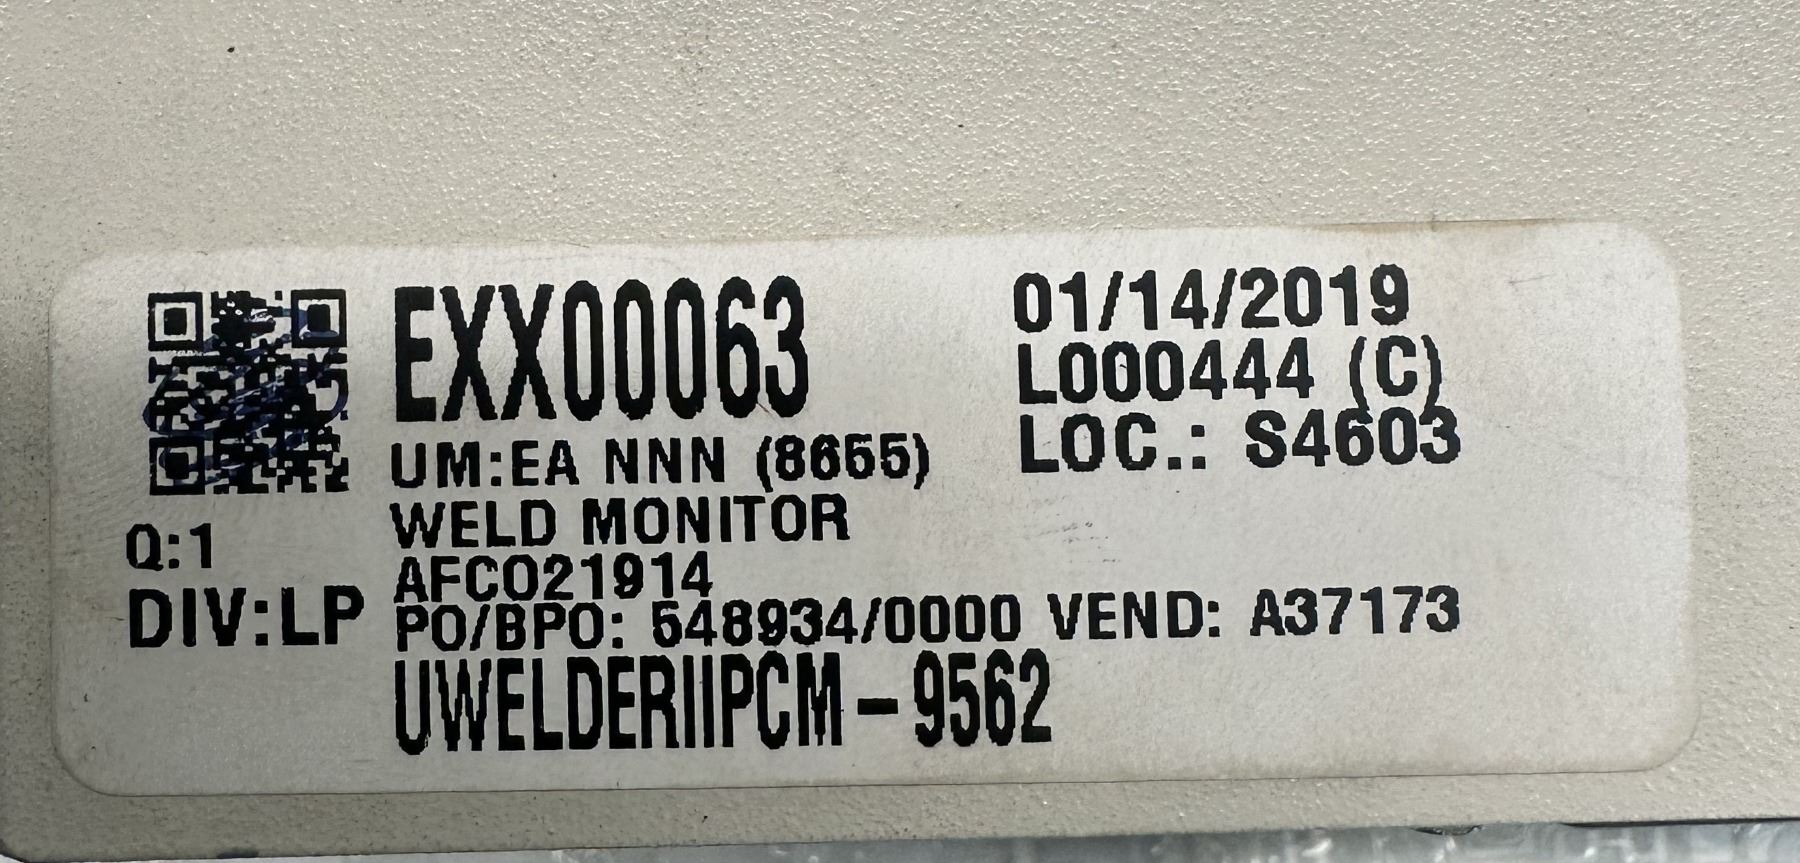 EXX00063
01/14/2019
L000444 (C)
LOC.: S4603
UM:EA NNN (8655)
WELD MONITOR
Q:1
AFCO21914
DIV:LP
PO/BPO: 548934/0000 VEND: A37173
UWELDERIIPCM-9562